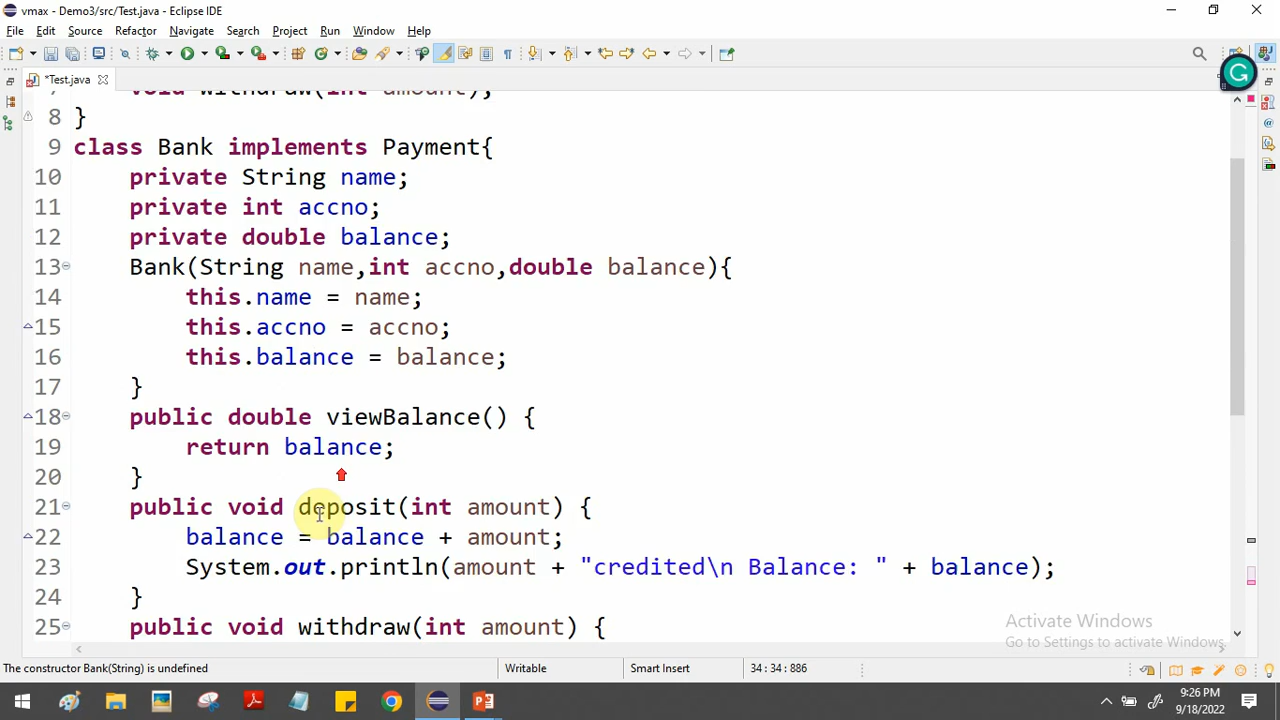 vmax - Demo3/src/Test.java - Eclipse IDE
File Edit Source Refactor Navigate Search Project Run Window Help
*Test.java
void withdraw(int amount);
8 }
9 class Bank implements Payment{
10 private String name;
11 private int accno;
12 private double balance;
13 Bank(String name,int accno,double balance){
14 this.name = name;
15 this.accno = accno;
16 this.balance = balance;
17 }
18 public double viewBalance() {
19 return balance;
20 }
21 public void deposit(int amount) {
22 balance = balance + amount;
23 System.out.println(amount + "credited\n Balance: " + balance);
24 }
25 public void withdraw(int amount) {
Activate Windows
Go to Settings to activate Windows.
The constructor Bank(String) is undefined
Writable
Smart Insert
34 : 34 : 886
9:26 PM
9/18/2022